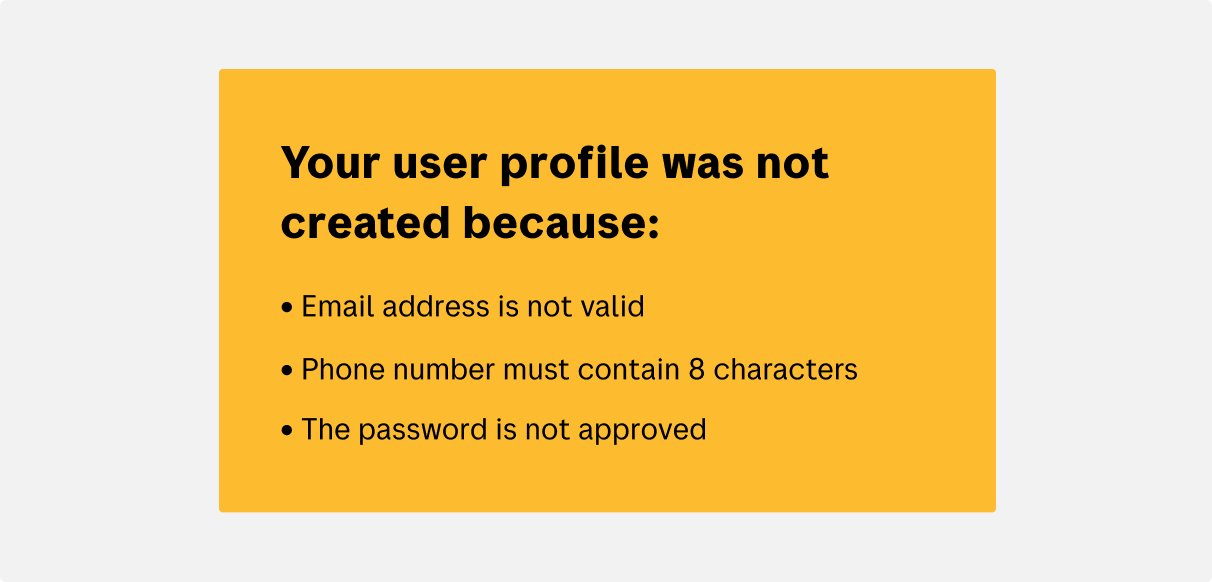 Your user profile was not
created because:
• Email address is not valid
• Phone number must contain 8 characters
• The password is not approved